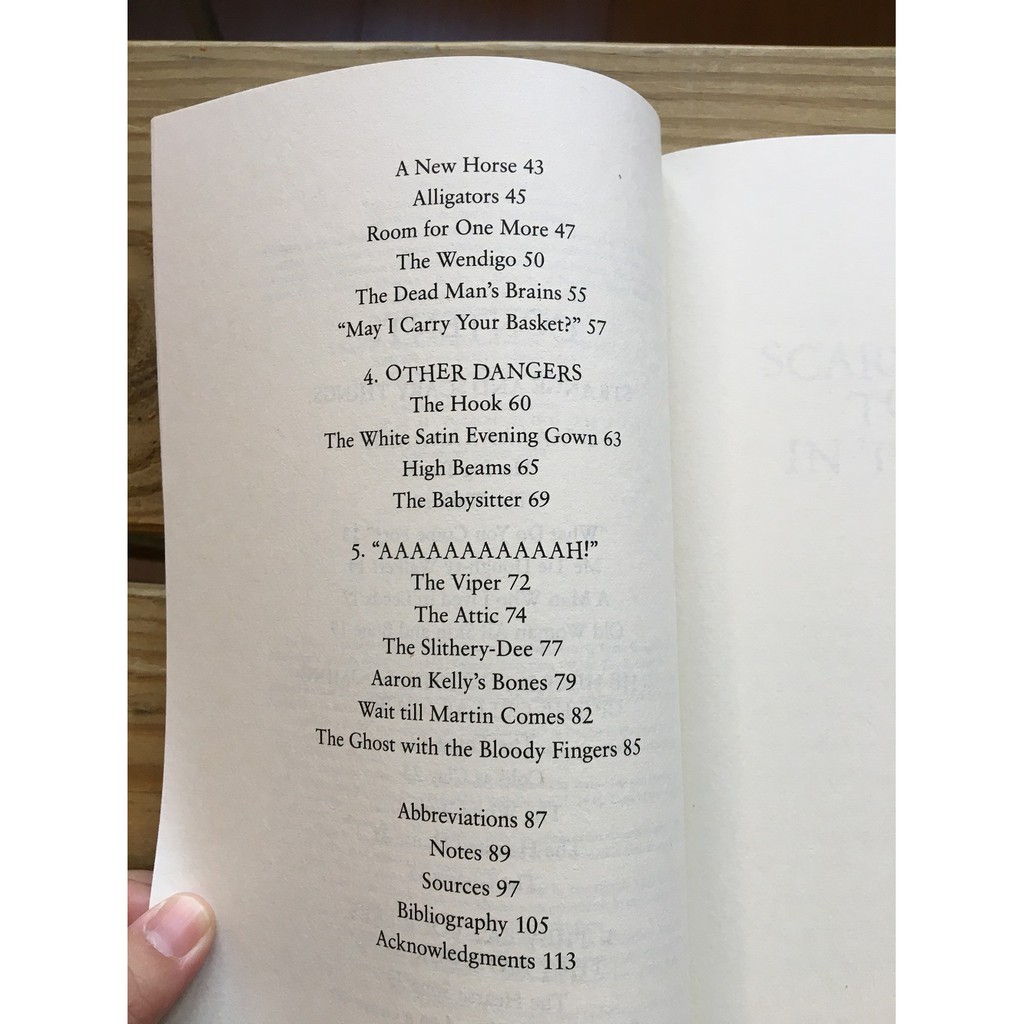 A New Horse 43
Alligators 45
Room for One More 47
The Wendigo 50
The Dead Man's Brains 55
“May I Carry Your Basket?” 57
4. OTHER DANGERS
The Hook 60
The White Satin Evening Gown 63
High Beams 65
The Babysitter 69
5. “AAAAAAAAAAAH!”
The Viper 72
The Attic 74
The Slithery-Dee 77
Aaron Kelly's Bones 79
Wait till Martin Comes 82
The Ghost with the Bloody Fingers 85
Abbreviations 87
Notes 89
Sources 97
Bibliography 105
Acknowledgments 113